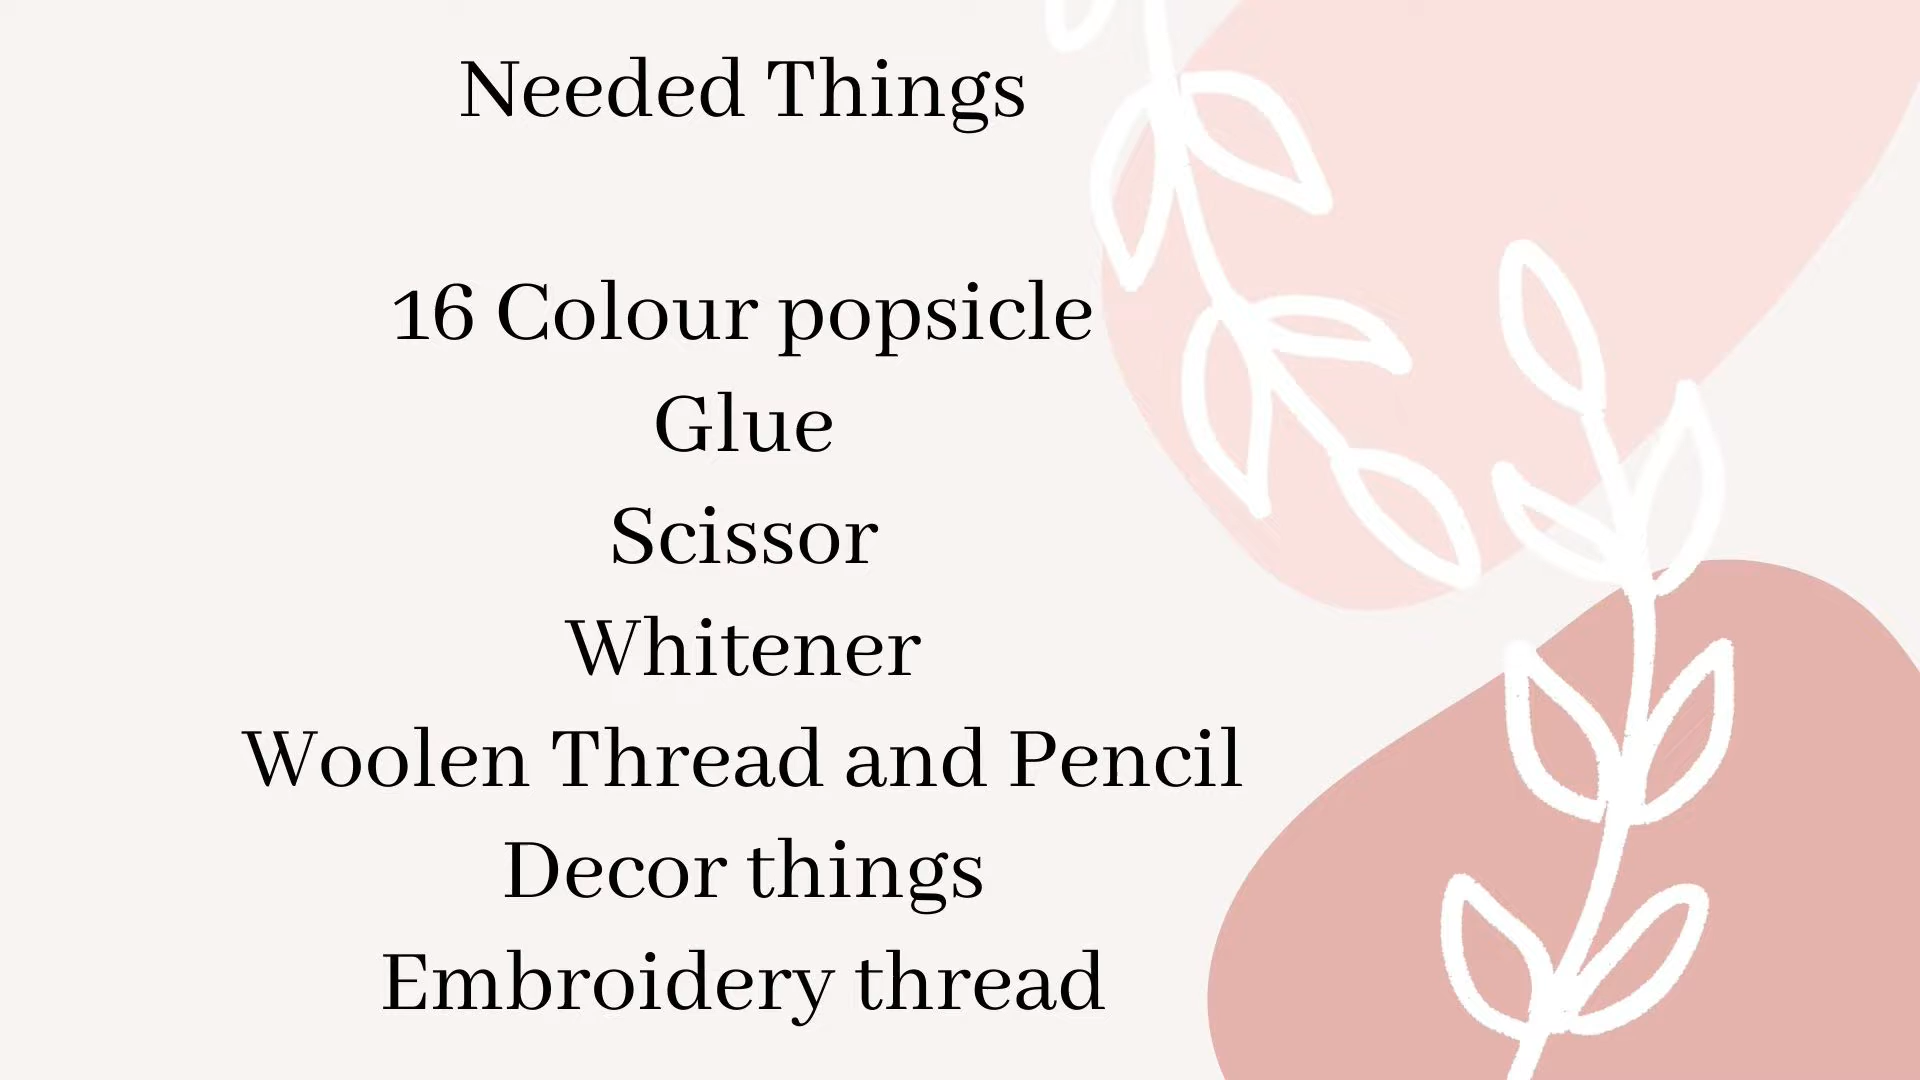 Needed Things
16 Colour popsicle
Glue
Scissor
Whitener
Woolen Thread and Pencil
Decor things
Embroidery thread